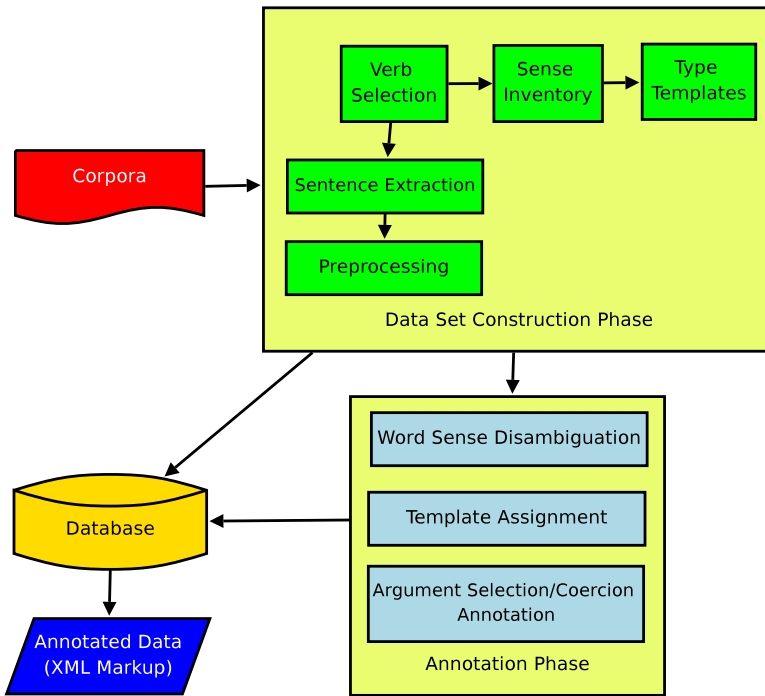 Verb
Selection
Sense
Inventory
Type
Templates
Corpora
Sentence Extraction
Preprocessing
Data Set Construction Phase
Word Sense Disambiguation
Template Assignment
Database
Argument Selection/Coercion
Annotation
Annotated Data
(XML Markup)
Annotation Phase